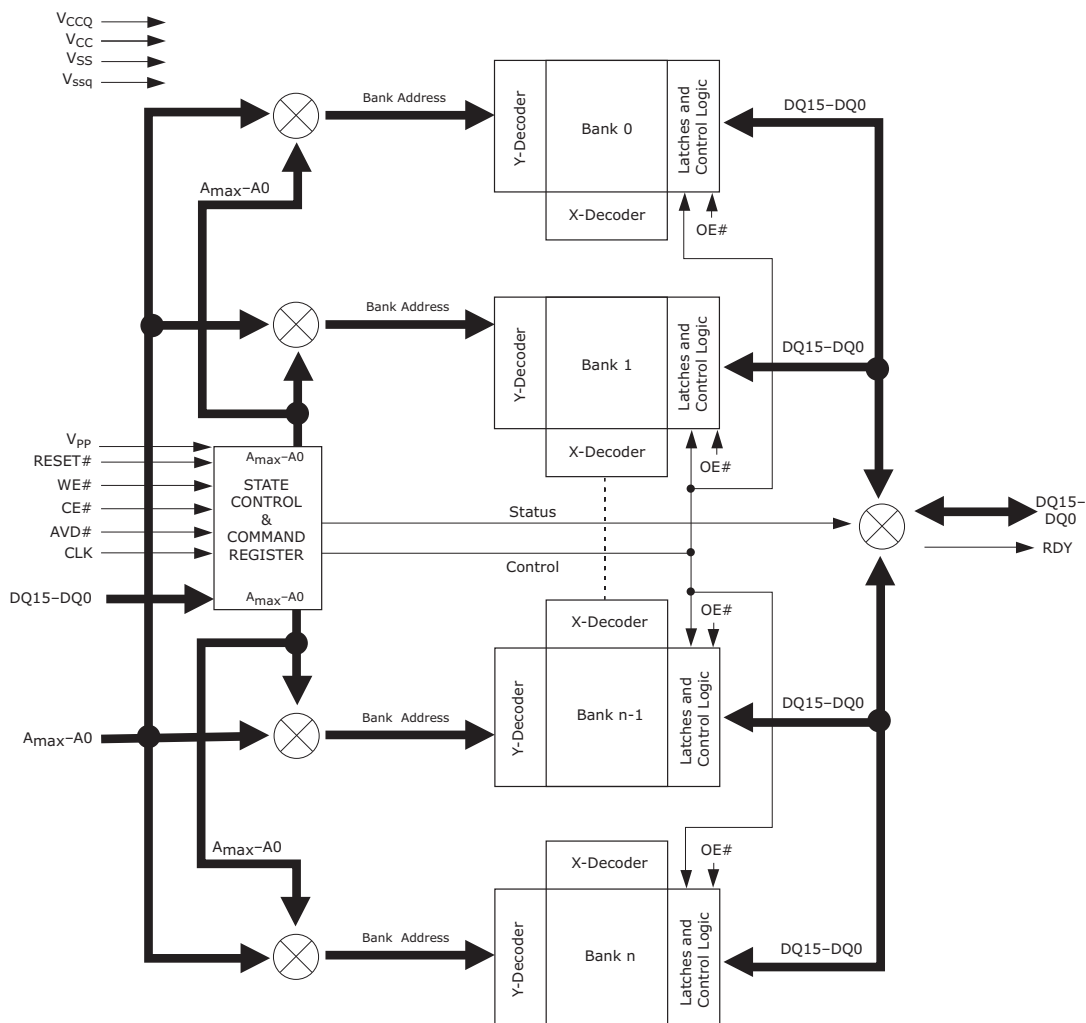 VCCQ
VCC
VSS
Vssq
Bank Address
Y-Decoder
Bank 0
Latches and
Control Logic
DQ15–DQ0
X-Decoder
OE#
Amax–A0
Bank Address
Y-Decoder
Bank 1
Latches and
Control Logic
DQ15–DQ0
X-Decoder
OE#
VPP
RESET#
WE#
CE#
AVD#
CLK
DQ15–DQ0
Amax–A0
STATE
CONTROL
&
COMMAND
REGISTER
Amax–A0
Status
Control
DQ15–
DQ0
RDY
X-Decoder
OE#
Amax–A0
Bank Address
Y-Decoder
Bank n-1
Latches and
Control Logic
DQ15–DQ0
Amax–A0
X-Decoder
OE#
Bank Address
Y-Decoder
Bank n
Latches and
Control Logic
DQ15–DQ0